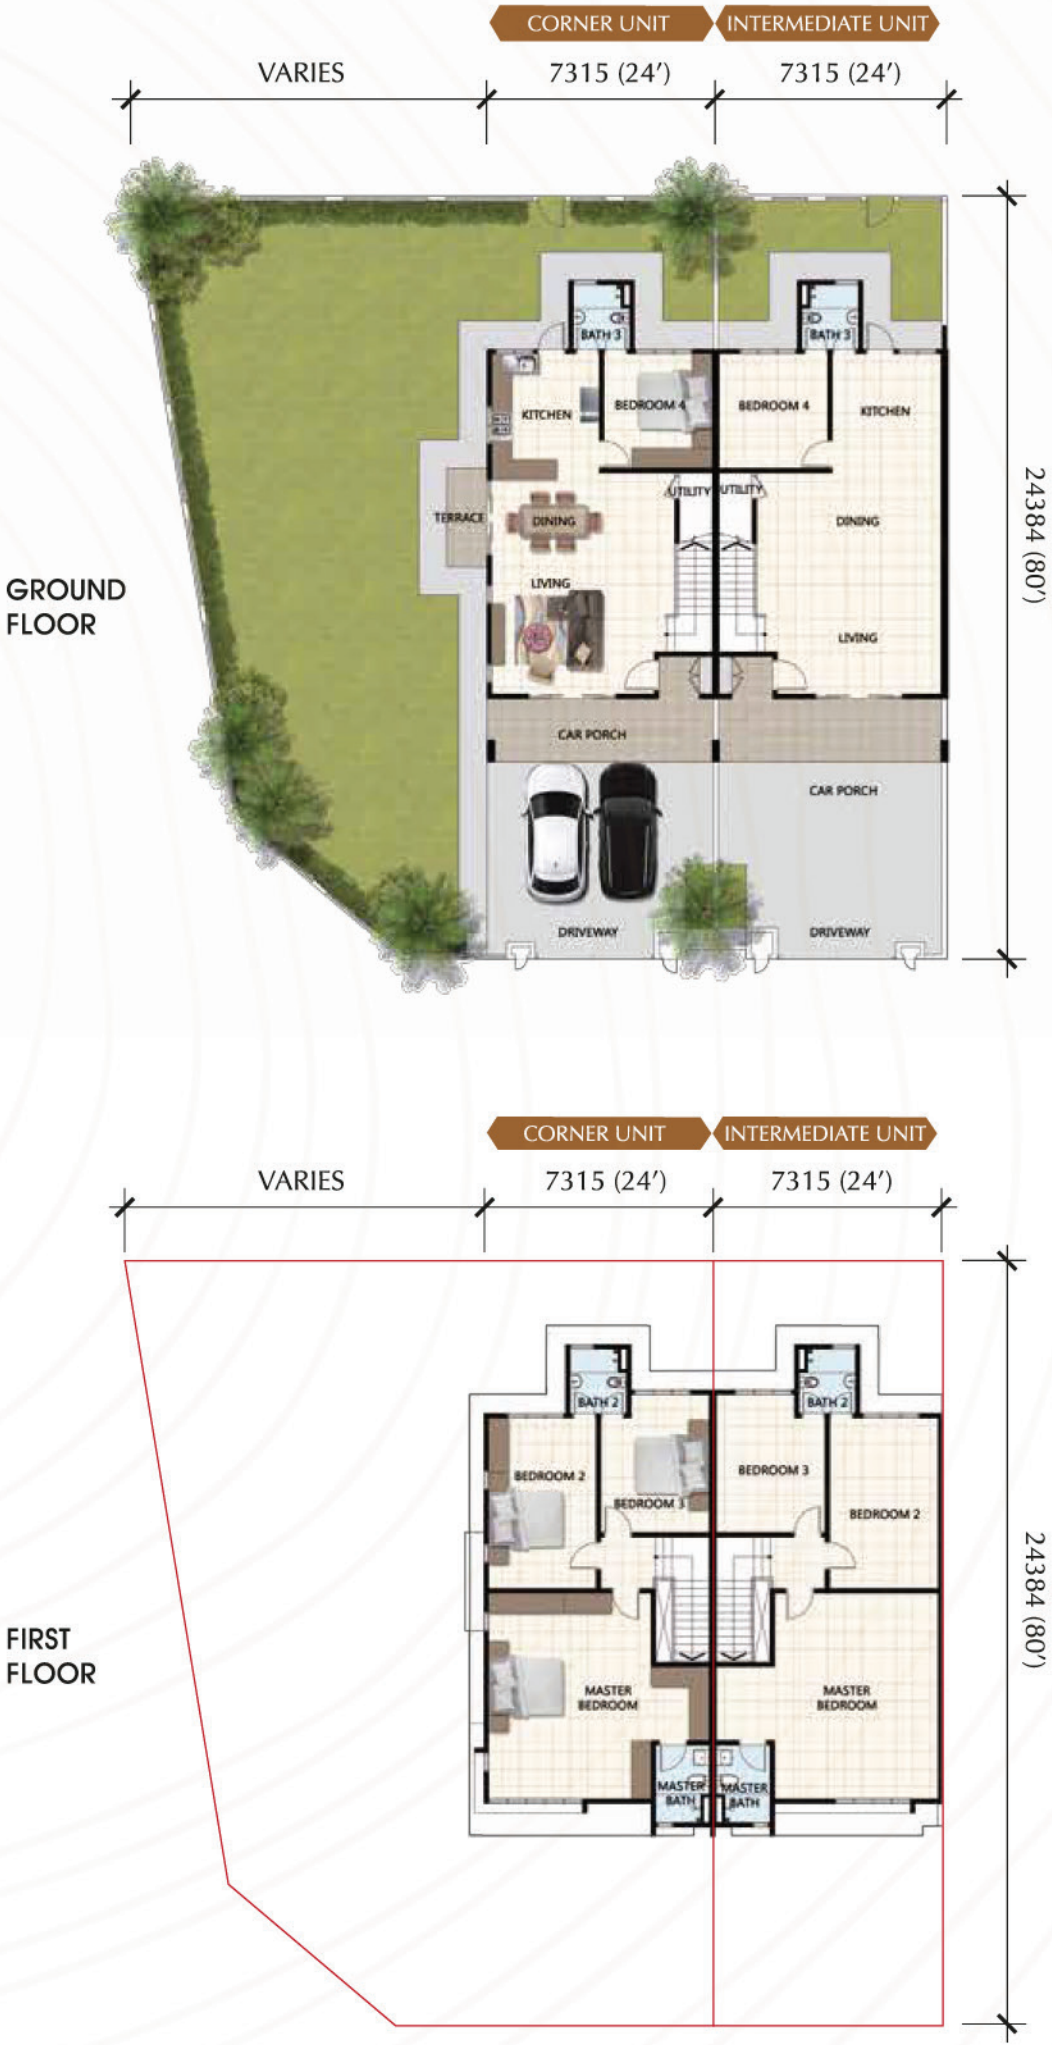 CORNER UNIT
INTERMEDIATE UNIT
VARIES
7315 (24′)
7315 (24′)
BATH 3
BATH 3
KITCHEN
BEDROOM 4
BEDROOM 4
KITCHEN
UTILITY
UTILITY
TERRACE
DINING
DINING
24384 (80′)
GROUND
FLOOR
LIVING
LIVING
CAR PORCH
CAR PORCH
DRIVEWAY
DRIVEWAY
CORNER UNIT
INTERMEDIATE UNIT
VARIES
7315 (24′)
7315 (24′)
BATH 2
BATH 2
BEDROOM 2
BEDROOM 3
BEDROOM 3
BEDROOM 2
24384 (80′)
FIRST
FLOOR
MASTER
BEDROOM
MASTER
BEDROOM
MASTER
BATH
MASTER
BATH